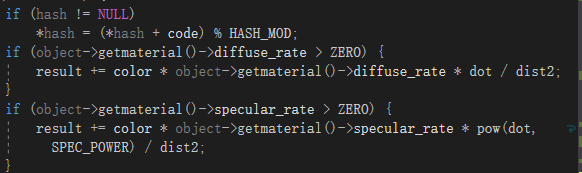 if (hash != NULL)
*hash = (*hash + code) % HASH_MOD;
if (object->getmaterial()->diffuse_rate > ZERO) {
result += color * object->getmaterial()->diffuse_rate * dot / dist2;
}
if (object->getmaterial()->specular_rate > ZERO) {
result += color * object->getmaterial()->specular_rate * pow(dot,
SPEC_POWER) / dist2;
}